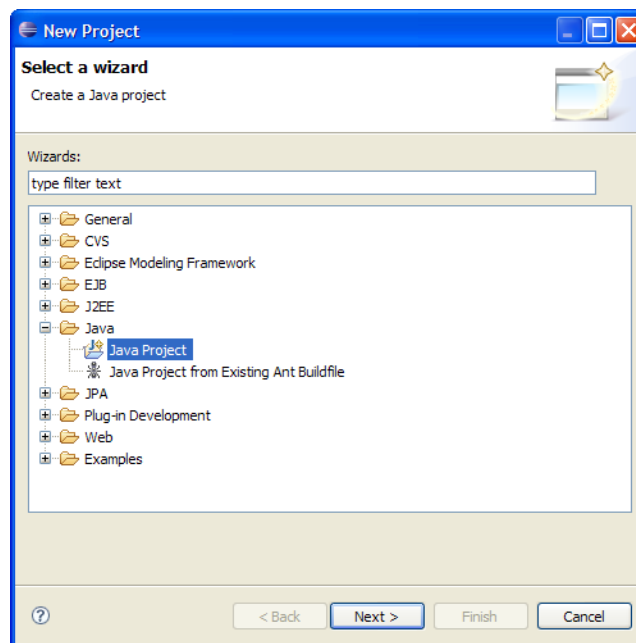 New Project
Select a wizard
Create a Java project
Wizards:
type filter text
General
CVS
Eclipse Modeling Framework
EJB
J2EE
Java
Java Project
Java Project from Existing Ant Buildfile
JPA
Plug-in Development
Web
Examples
< Back Next > Finish Cancel